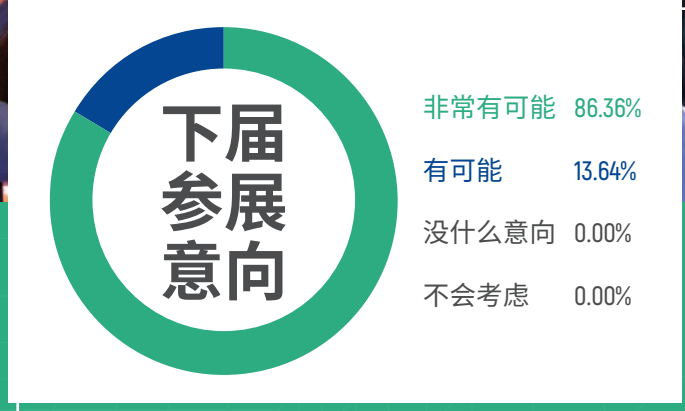 下届
参展
意向
非常有可能 86.36%
有可能 13.64%
没什么意向 0.00%
不会考虑 0.00%